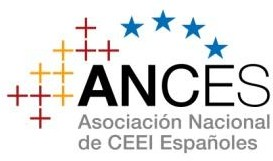 ANCES
Asociación Nacional
de CEEI Españoles